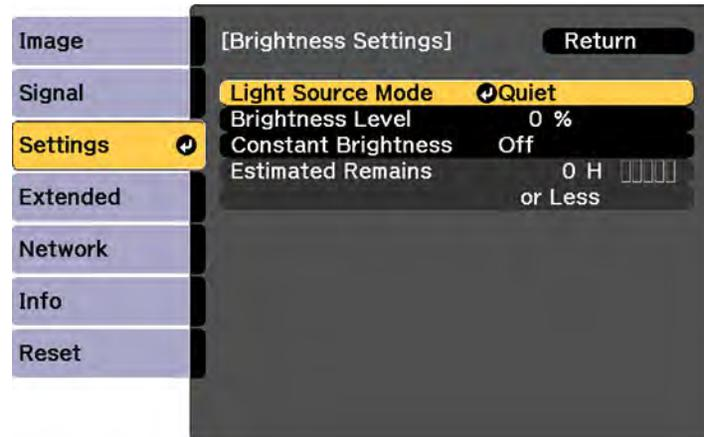 Image
Signal
Settings
Extended
Network
Info
Reset
[Brightness Settings]
Return
Light Source Mode Quiet
Brightness Level 0 %
Constant Brightness Off
Estimated Remains 0 H
or Less